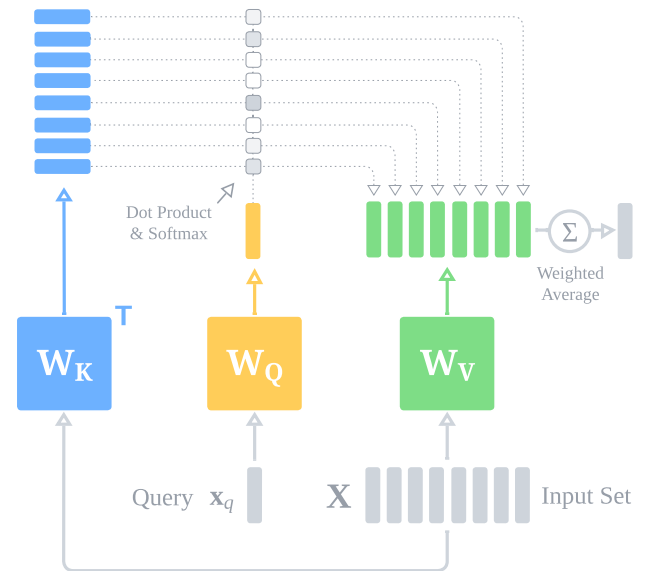 Dot Product
& Softmax
Σ
Weighted
Average
T
W_K
W_Q
W_V
Query x_q
X
Input Set